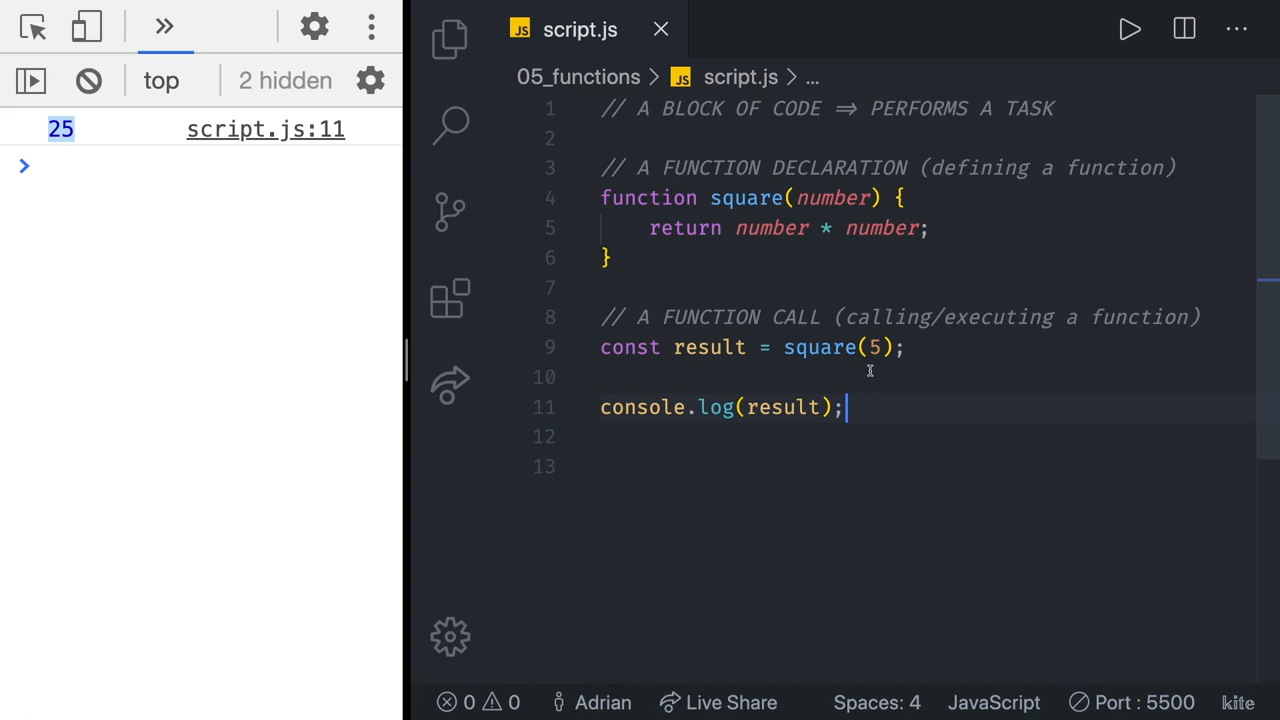 top
2 hidden
25 script.js:11
JS script.js
05_functions > JS script.js > ...
1 // A BLOCK OF CODE => PERFORMS A TASK
2
3 // A FUNCTION DECLARATION (defining a function)
4 function square(number) {
5 return number * number;
6 }
7
8 // A FUNCTION CALL (calling/executing a function)
9 const result = square(5);
10
11 console.log(result);
12
13
0 0 Adrian Live Share Spaces: 4 JavaScript Port : 5500 kite